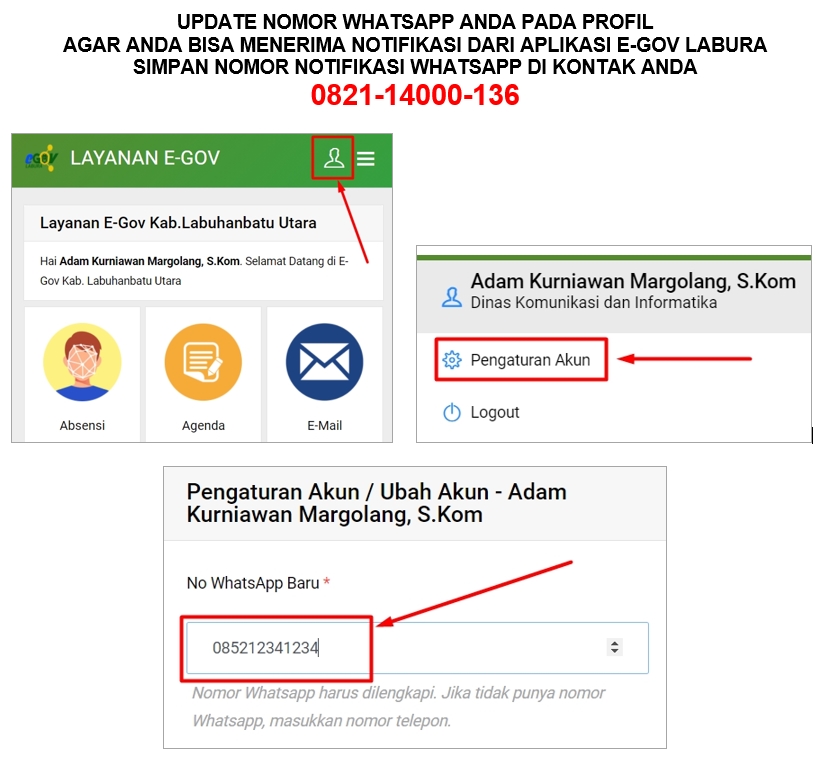 UPDATE NOMOR WHATSAPP ANDA PADA PROFIL
AGAR ANDA BISA MENERIMA NOTIFIKASI DARI APLIKASI E-GOV LABURA
SIMPAN NOMOR NOTIFIKASI WHATSAPP DI KONTAK ANDA
0821-14000-136
eGOV
LAYANAN E-GOV
Layanan E-Gov Kab.Labuhanbatu Utara
Hai Adam Kurniawan Margolang, S.Kom. Selamat Datang di E-
Gov Kab. Labuhanbatu Utara
Absensi
Agenda
E-Mail
Adam Kurniawan Margolang, S.Kom
Dinas Komunikasi dan Informatika
Pengaturan Akun
Logout
Pengaturan Akun / Ubah Akun - Adam
Kurniawan Margolang, S.Kom
No WhatsApp Baru *
085212341234
Nomor Whatsapp harus dilengkapi. Jika tidak punya nomor
Whatsapp, masukkan nomor telepon.